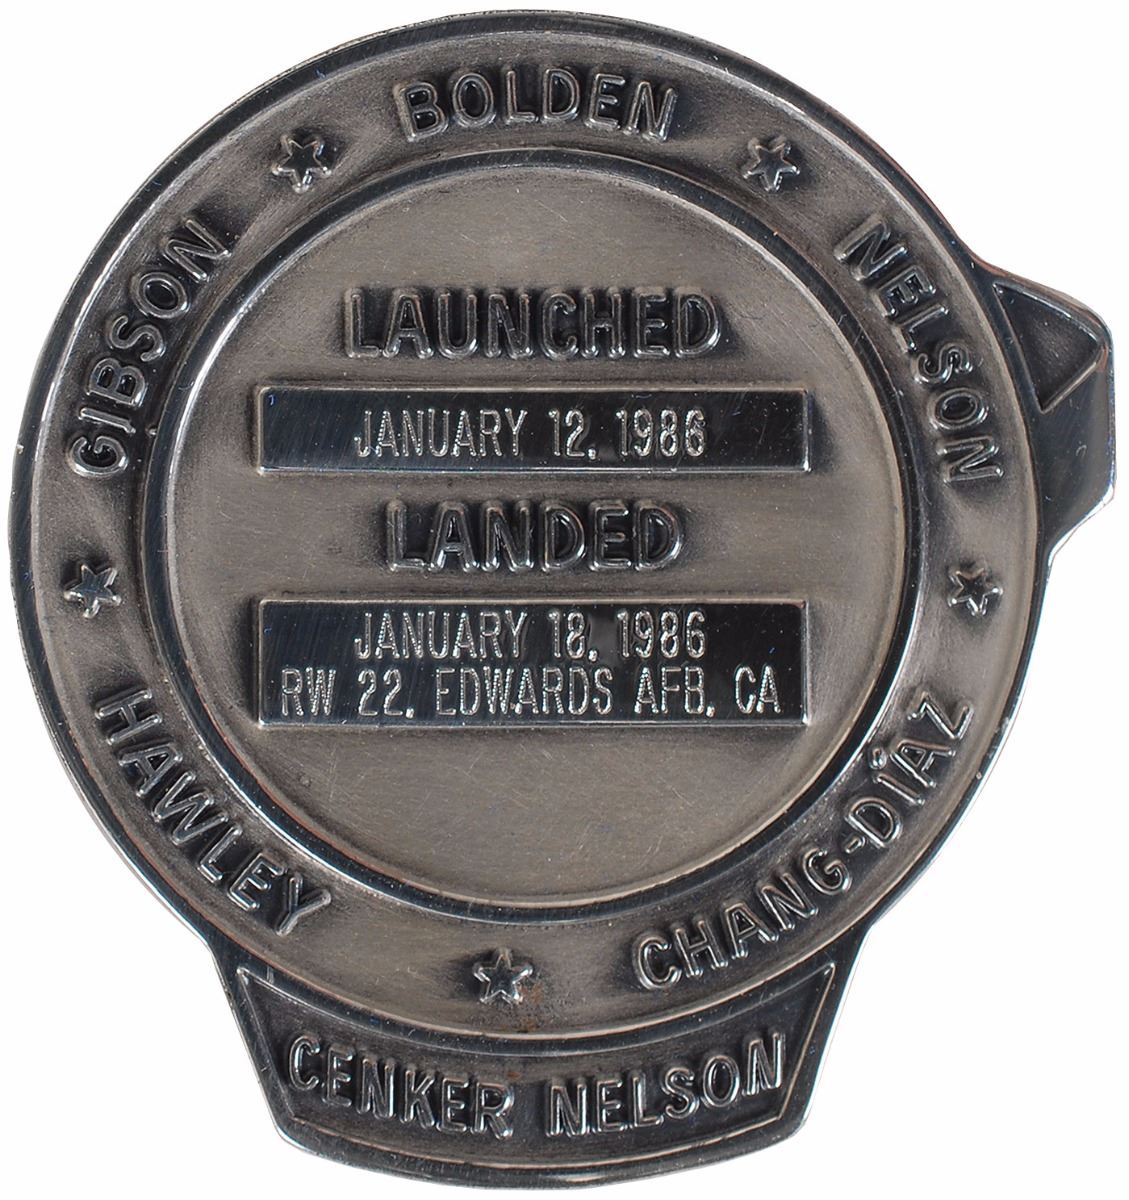 BOLDEN
NELSON
CHANG-DÍAZ
HAWLEY
GIBSON
LAUNCHED
JANUARY 12, 1986
LANDED
JANUARY 18, 1986
RW 22, EDWARDS AFB, CA
CENKER NELSON